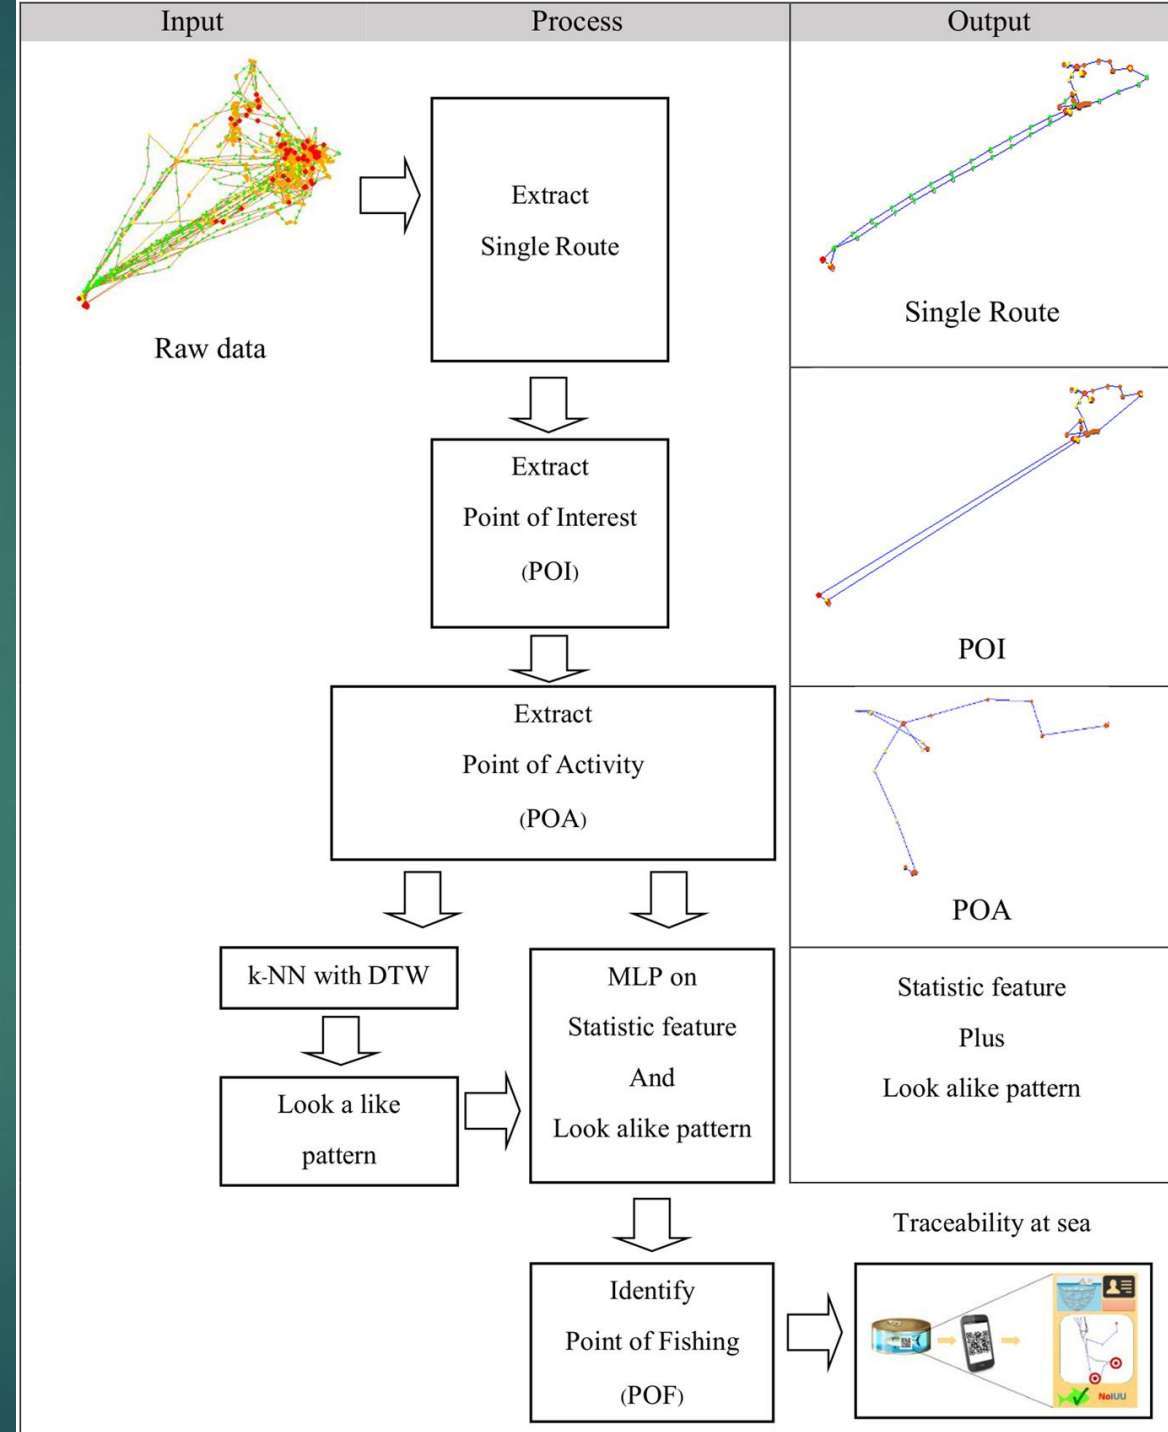 Input
Process
Output
Raw data
Extract
Single Route
Single Route
Extract
Point of Interest
(POI)
POI
Extract
Point of Activity
(POA)
POA
k-NN with DTW
Look a like
pattern
MLP on
Statistic feature
And
Look alike pattern
Statistic feature
Plus
Look alike pattern
Identify
Point of Fishing
(POF)
Traceability at sea
NoIUU